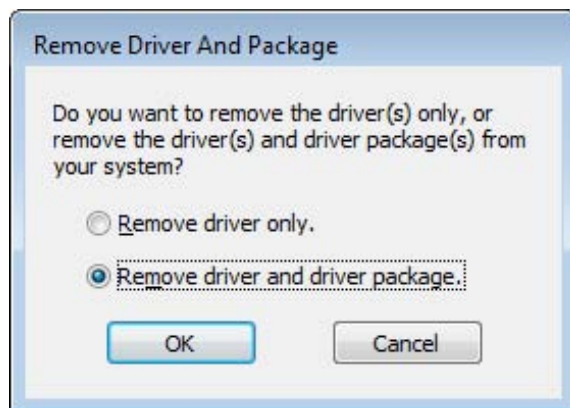 Remove Driver And Package
Do you want to remove the driver(s) only, or
remove the driver(s) and driver package(s) from
your system?
Remove driver only.
Remove driver and driver package.
OK
Cancel